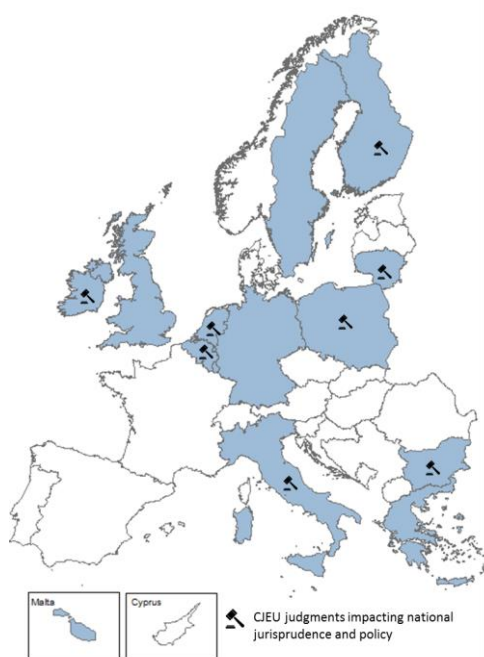 Malta
Cyprus
CJEU judgments impacting national
jurisprudence and policy